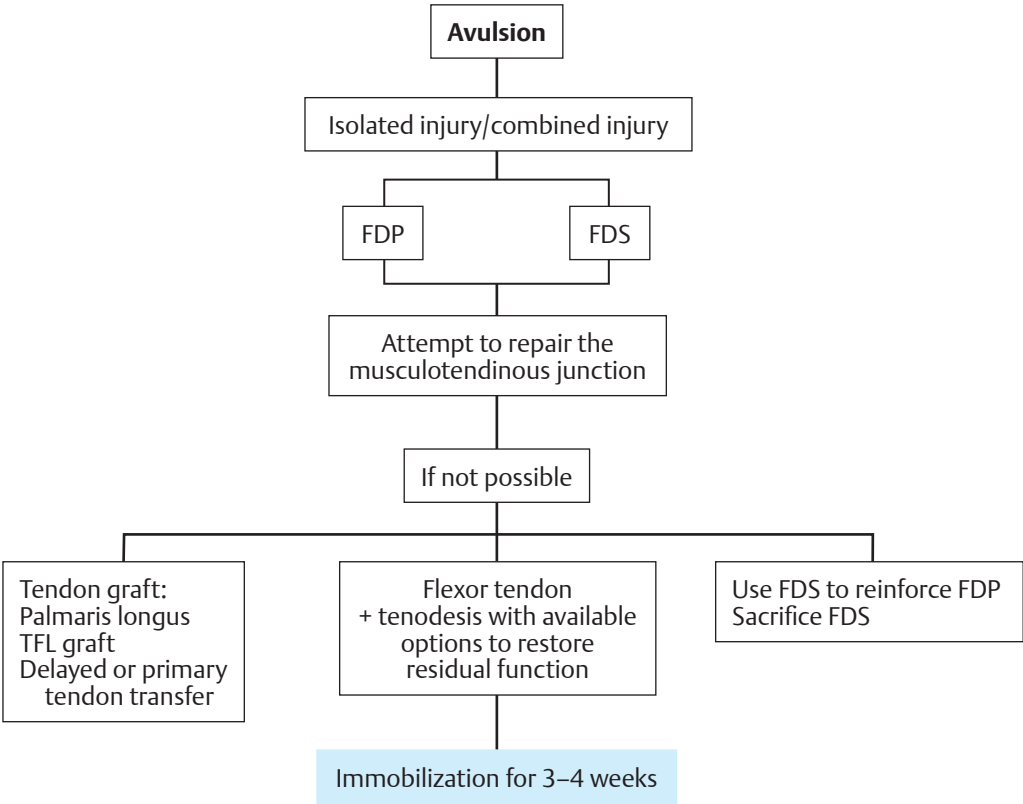 Avulsion
Isolated injury/combined injury
FDP
FDS
Attempt to repair the
musculotendinous junction
If not possible
Tendon graft:
Palmaris longus
TFL graft
Delayed or primary
tendon transfer
Flexor tendon
+ tenodesis with available
options to restore
residual function
Use FDS to reinforce FDP
Sacrifice FDS
Immobilization for 3–4 weeks